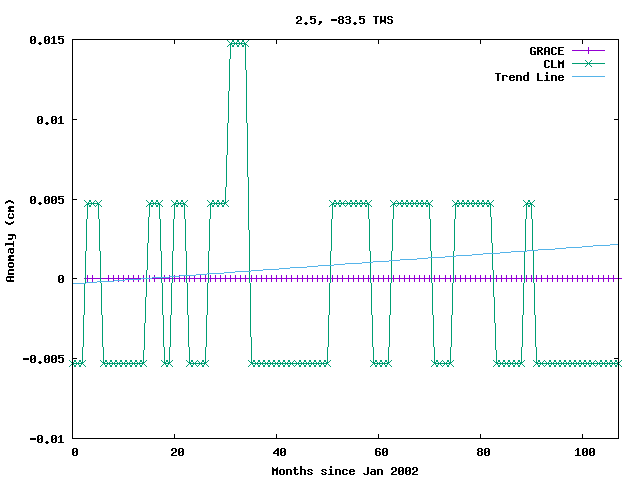 2.5, -83.5 TWS
0.015
0.01
0.005
0
-0.005
-0.01
Anomaly (cm)
GRACE
CLM
Trend Line
0 20 40 60 80 100
Months since Jan 2002